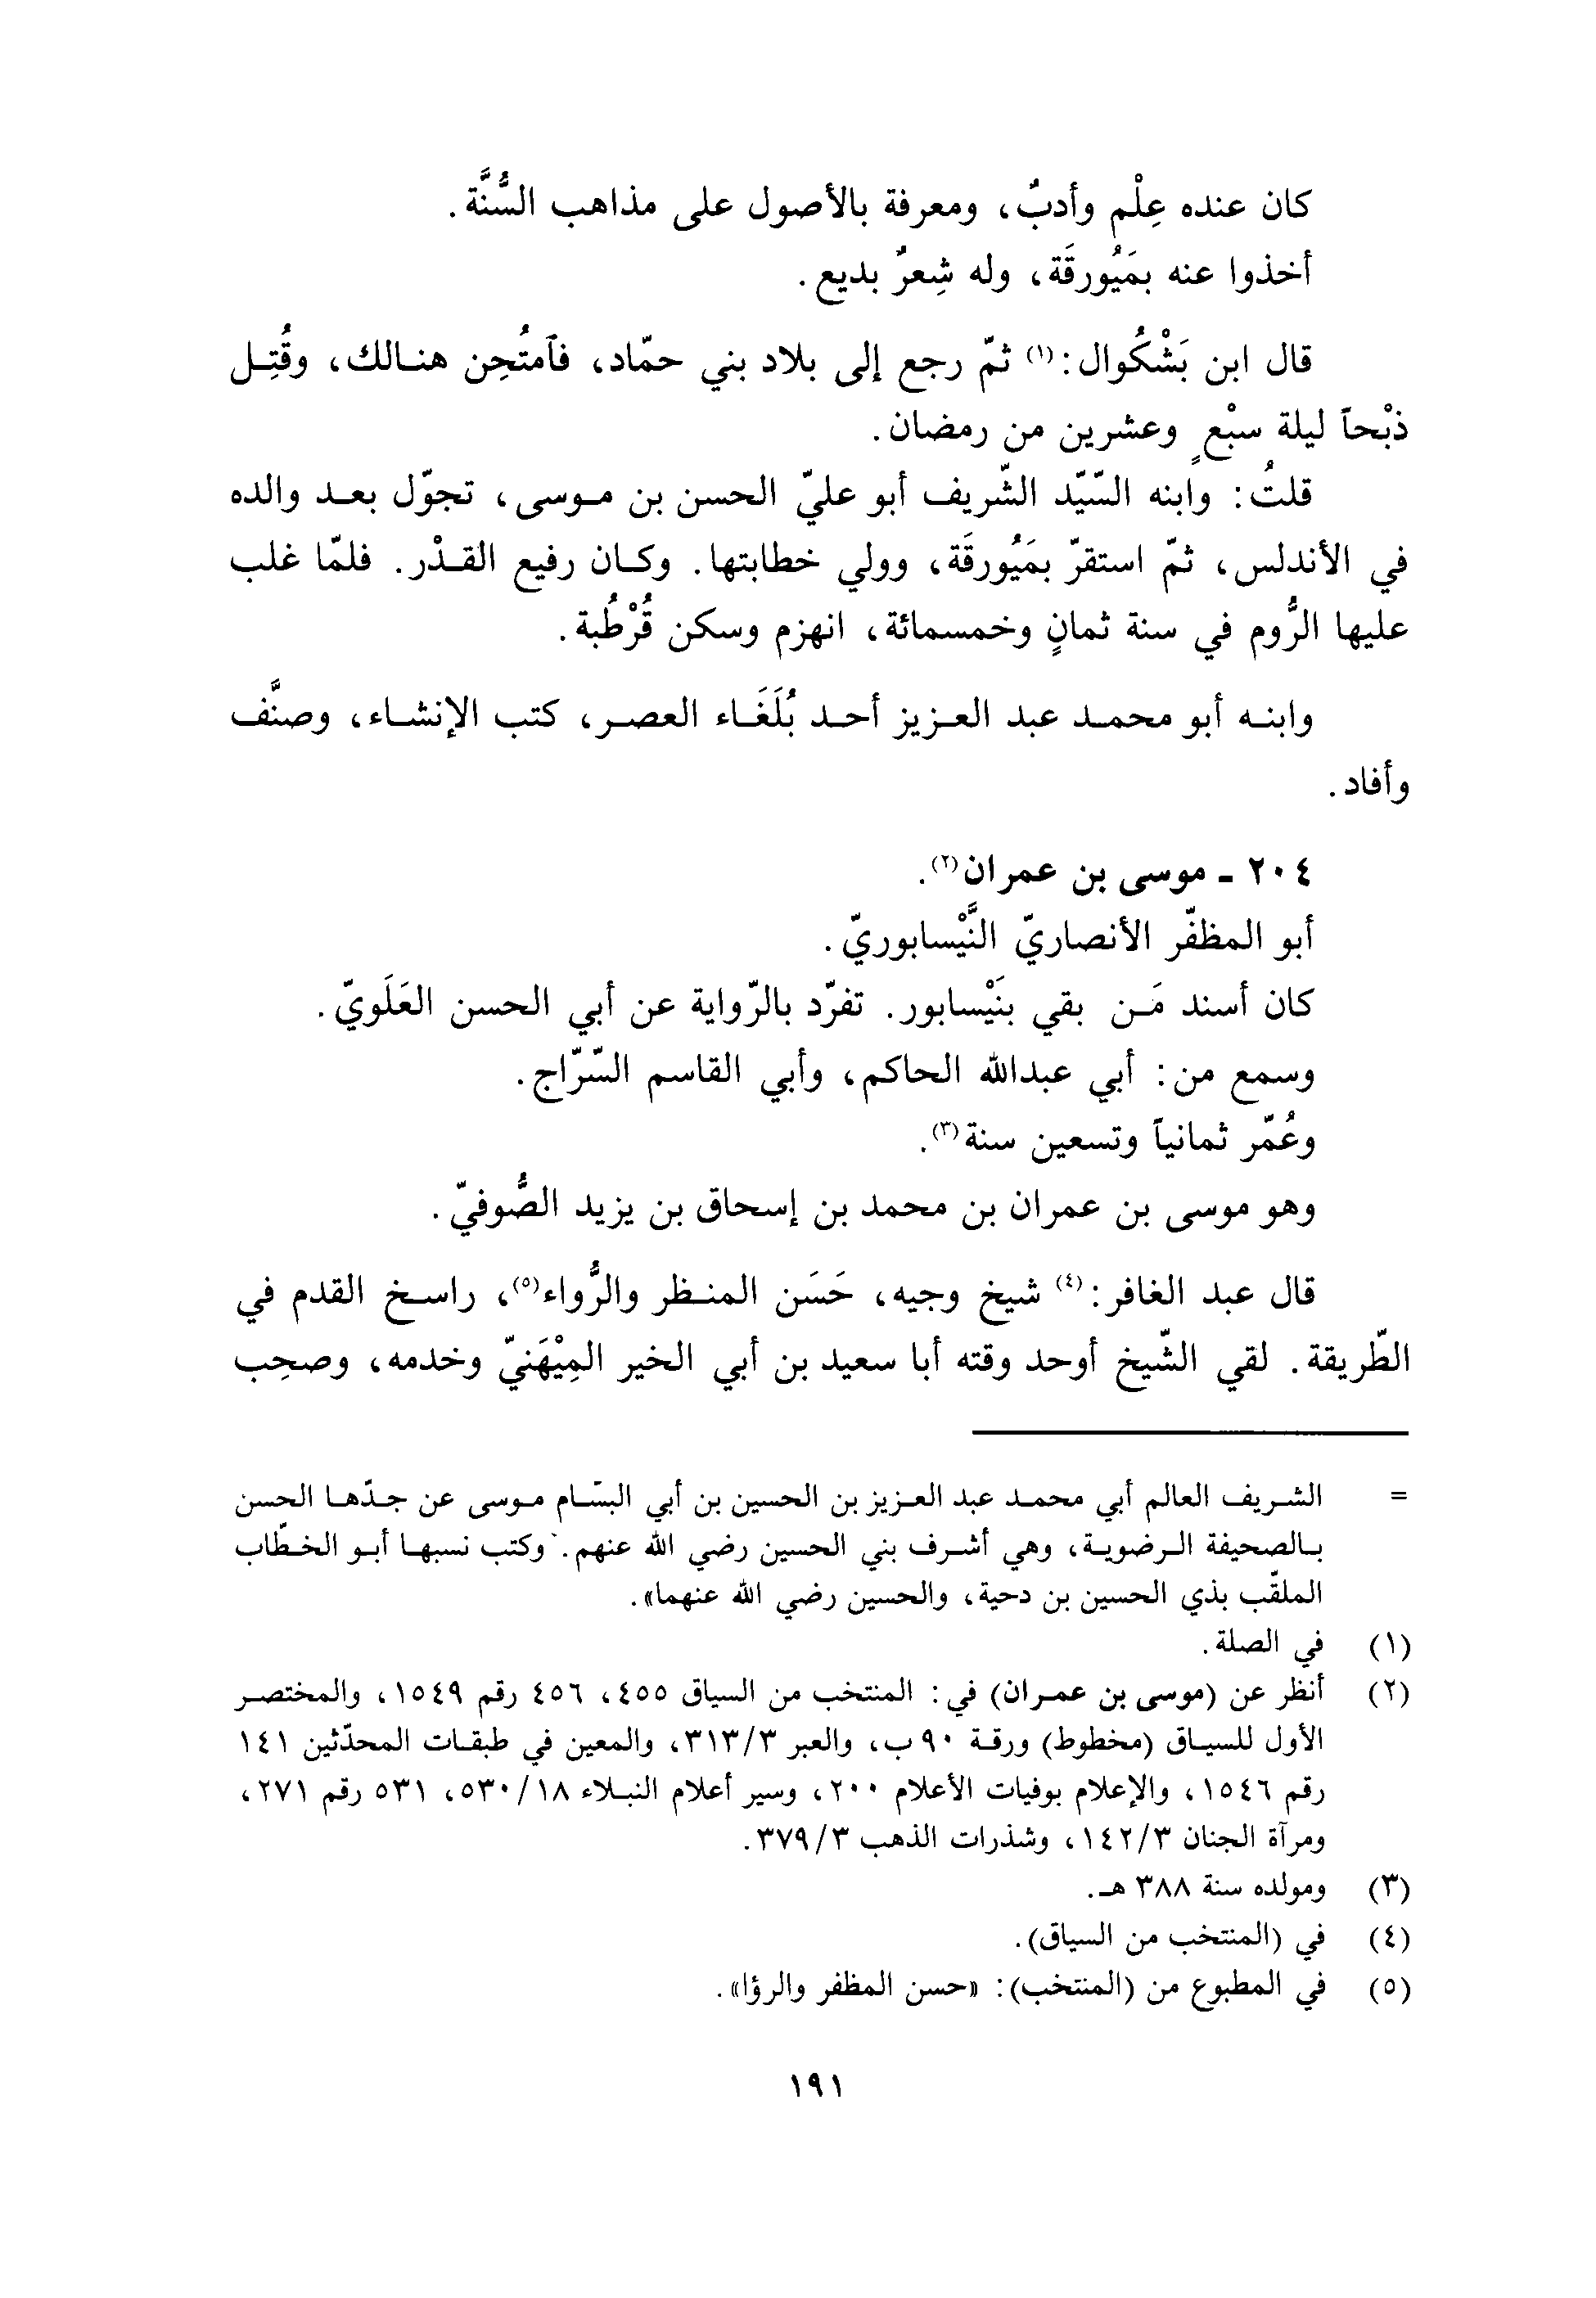 كان عنده عِلْم وأدبٌ، ومعرفة بالأصول على مذاهب السُّنَّة.
أخذوا عنه بمَيُورقَة، وله شِعرٌ بديع.
قال ابن بَشْكُوال:(١) ثمّ رجع إلى بلاد بني حمّاد، فآمتُحِن هنالك، وقُتِل
ذبْحاً ليلة سبْعٍ وعشرين من رمضان.
قلتُ: وابنه السّيّد الشّريف أبو عليّ الحسن بن موسى، تجوّل بعد والده
في الأندلس، ثمّ استقرّ بمَيُورقَة، وولي خطابتها. وكان رفيع القدْر. فلمّا غلب
عليها الرُّوم في سنة ثمانٍ وخمسمائة، انهزم وسكن قُرْطُبة.
وابنه أبو محمد عبد العزيز أحد بُلَغَاء العصر، كتب الإنشاء، وصنَّف
وأفاد.
٢٠٤ - موسى بن عمران(٢).
أبو المظفّر الأنصاريّ النَّيْسابوريّ.
كان أسند مَن بقي بنَيْسابور. تفرّد بالرّواية عن أبي الحسن العَلَويّ.
وسمع من: أبي عبدالله الحاكم، وأبي القاسم السّرّاج.
وعُمّر ثمانياً وتسعين سنة(٣).
وهو موسى بن عمران بن محمد بن إسحاق بن يزيد الصُّوفيّ.
قال عبد الغافر:(٤) شيخ وجيه، حَسَن المنظر والرُّواء(٥)، راسخ القدم في
الطّريقة. لقي الشّيخ أوحد وقته أبا سعيد بن أبي الخير المِيْهَنيّ وخدمه، وصحِب
= الشريف العالم أبي محمد عبد العزيز بن الحسين بن أبي البسّام موسى عن جدّها الحسن
بالصحيفة الرضوية، وهي أشرف بني الحسين رضي الله عنهم. وكتب نسبها أبو الخطّاب
الملقّب بذي الحسين بن دحية، والحسين رضي الله عنهما».
(١) في الصلة.
(٢) أنظر عن (موسى بن عمران) في: المنتخب من السياق ٤٥٥، ٤٥٦ رقم ١٥٤٩، والمختصر
الأول للسياق (مخطوط) ورقة ٩٠ ب، والعبر ٣١٣/٣، والمعين في طبقات المحدّثين ١٤١
رقم ١٥٤٦، والإعلام بوفيات الأعلام ٢٠٠، وسير أعلام النبلاء ٥٣٠/١٨، ٥٣١ رقم ٢٧١،
ومرآة الجنان ١٤٢/٣، وشذرات الذهب ٣٧٩/٣.
(٣) ومولده سنة ٣٨٨ هـ.
(٤) في (المنتخب من السياق).
(٥) في المطبوع من (المنتخب): «حسن المظفر والرؤا».
١٩١